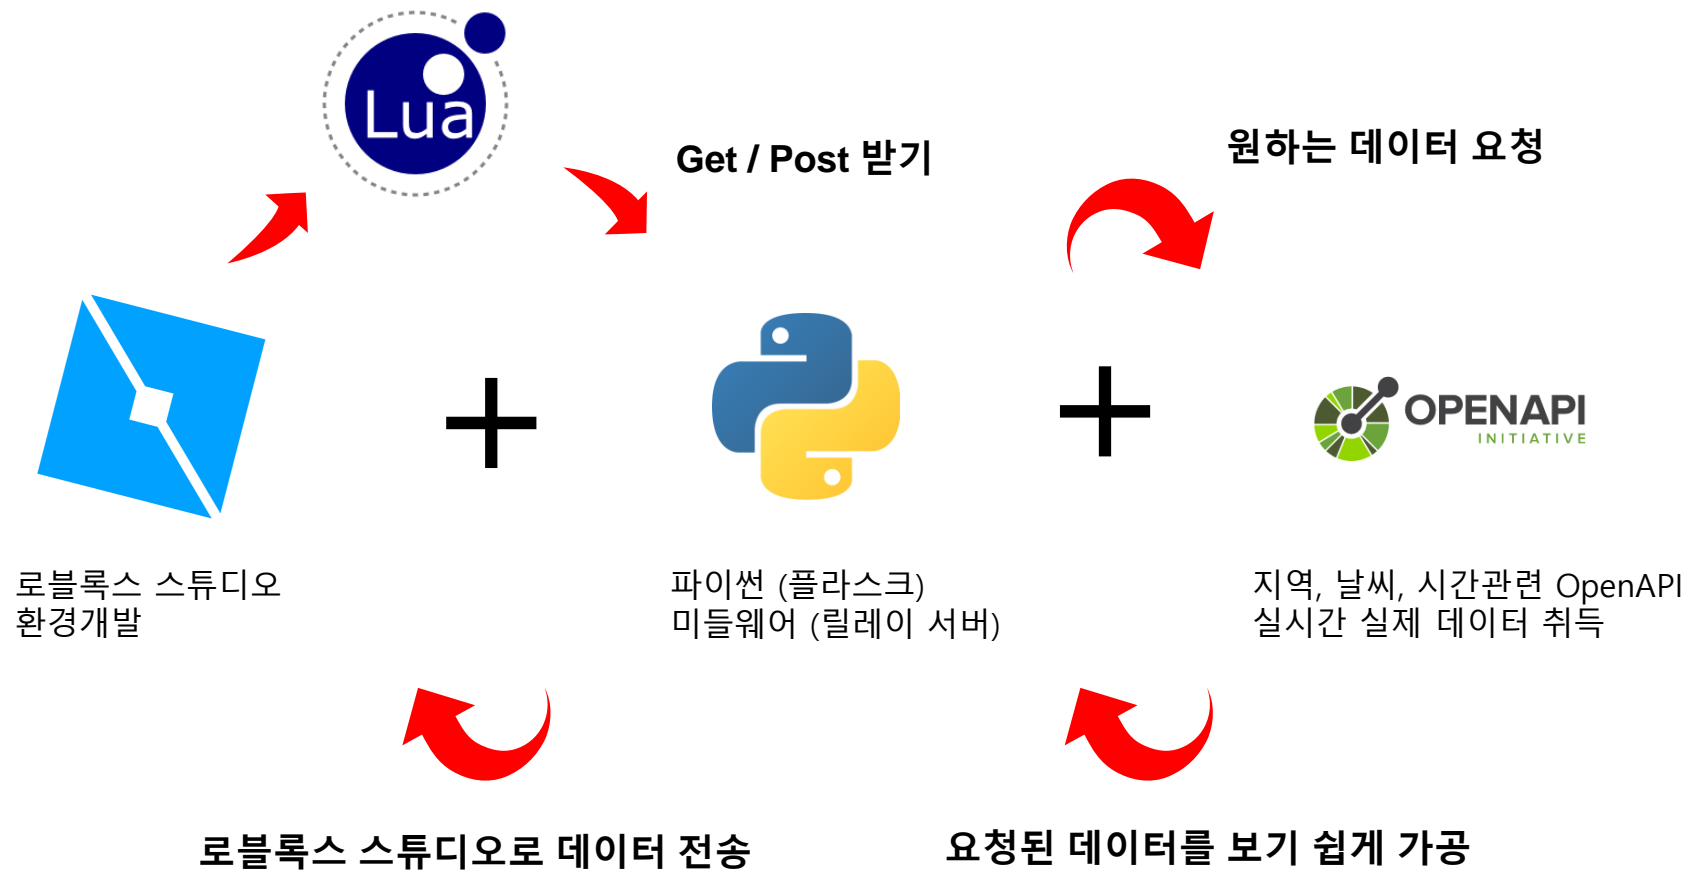 Lua
Get / Post 받기
원하는 데이터 요청
OPENAPI
INITIATIVE
로블록스 스튜디오
환경개발
파이썬 (플라스크)
미들웨어 (릴레이 서버)
지역, 날씨, 시간관련 OpenAPI
실시간 실제 데이터 취득
로블록스 스튜디오로 데이터 전송
요청된 데이터를 보기 쉽게 가공